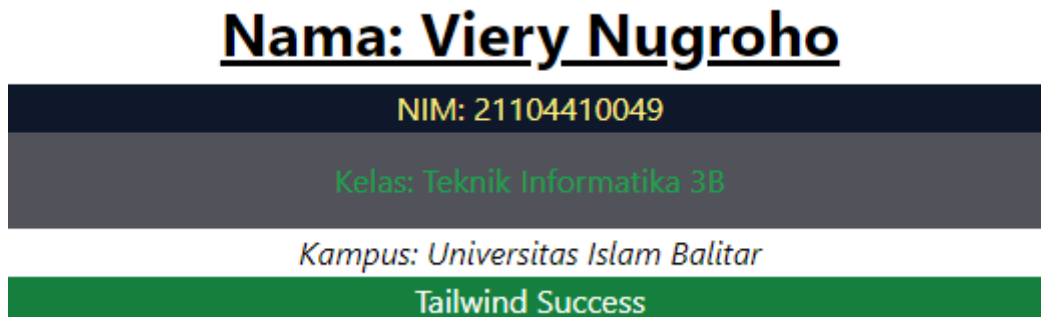 Nama: Viery Nugroho
NIM: 21104410049
Kelas: Teknik Informatika 3B
Kampus: Universitas Islam Balitar
Tailwind Success